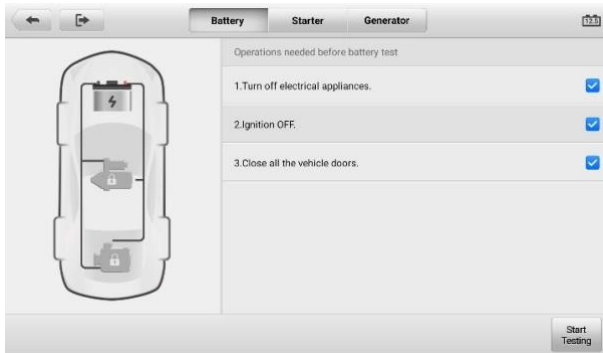 Battery
Starter
Generator
12.5
Operations needed before battery test
1.Turn off electrical appliances.
2.Ignition OFF.
3.Close all the vehicle doors.
Start
Testing